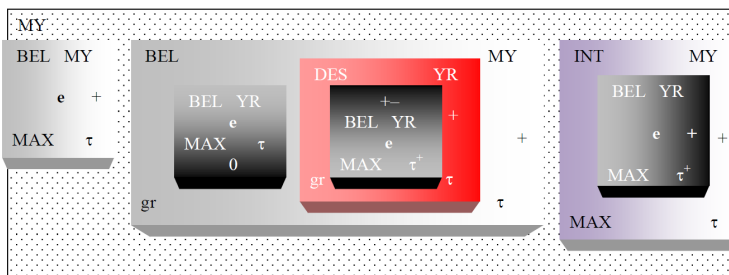 MY
BEL MY
e +
MAX τ
BEL MY
BEL YR
e
MAX τ
0
DES YR
+–
BEL YR
e
MAX τ⁺
+
gr τ
+
gr τ
INT MY
BEL YR
e +
MAX τ⁺
+
MAX τ